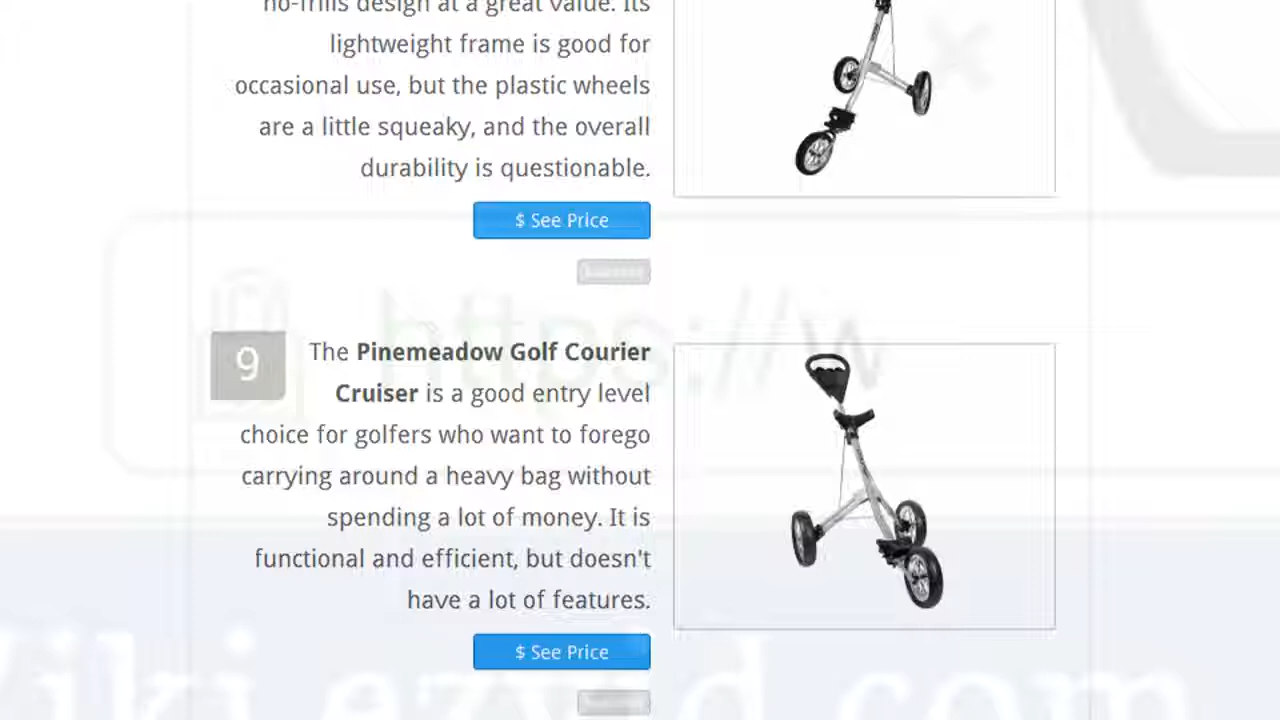 no-frills design at a great value. Its
lightweight frame is good for
occasional use, but the plastic wheels
are a little squeaky, and the overall
durability is questionable.
$ See Price
9
The Pinemeadow Golf Courier
Cruiser is a good entry level
choice for golfers who want to forego
carrying around a heavy bag without
spending a lot of money. It is
functional and efficient, but doesn't
have a lot of features.
$ See Price
https://w